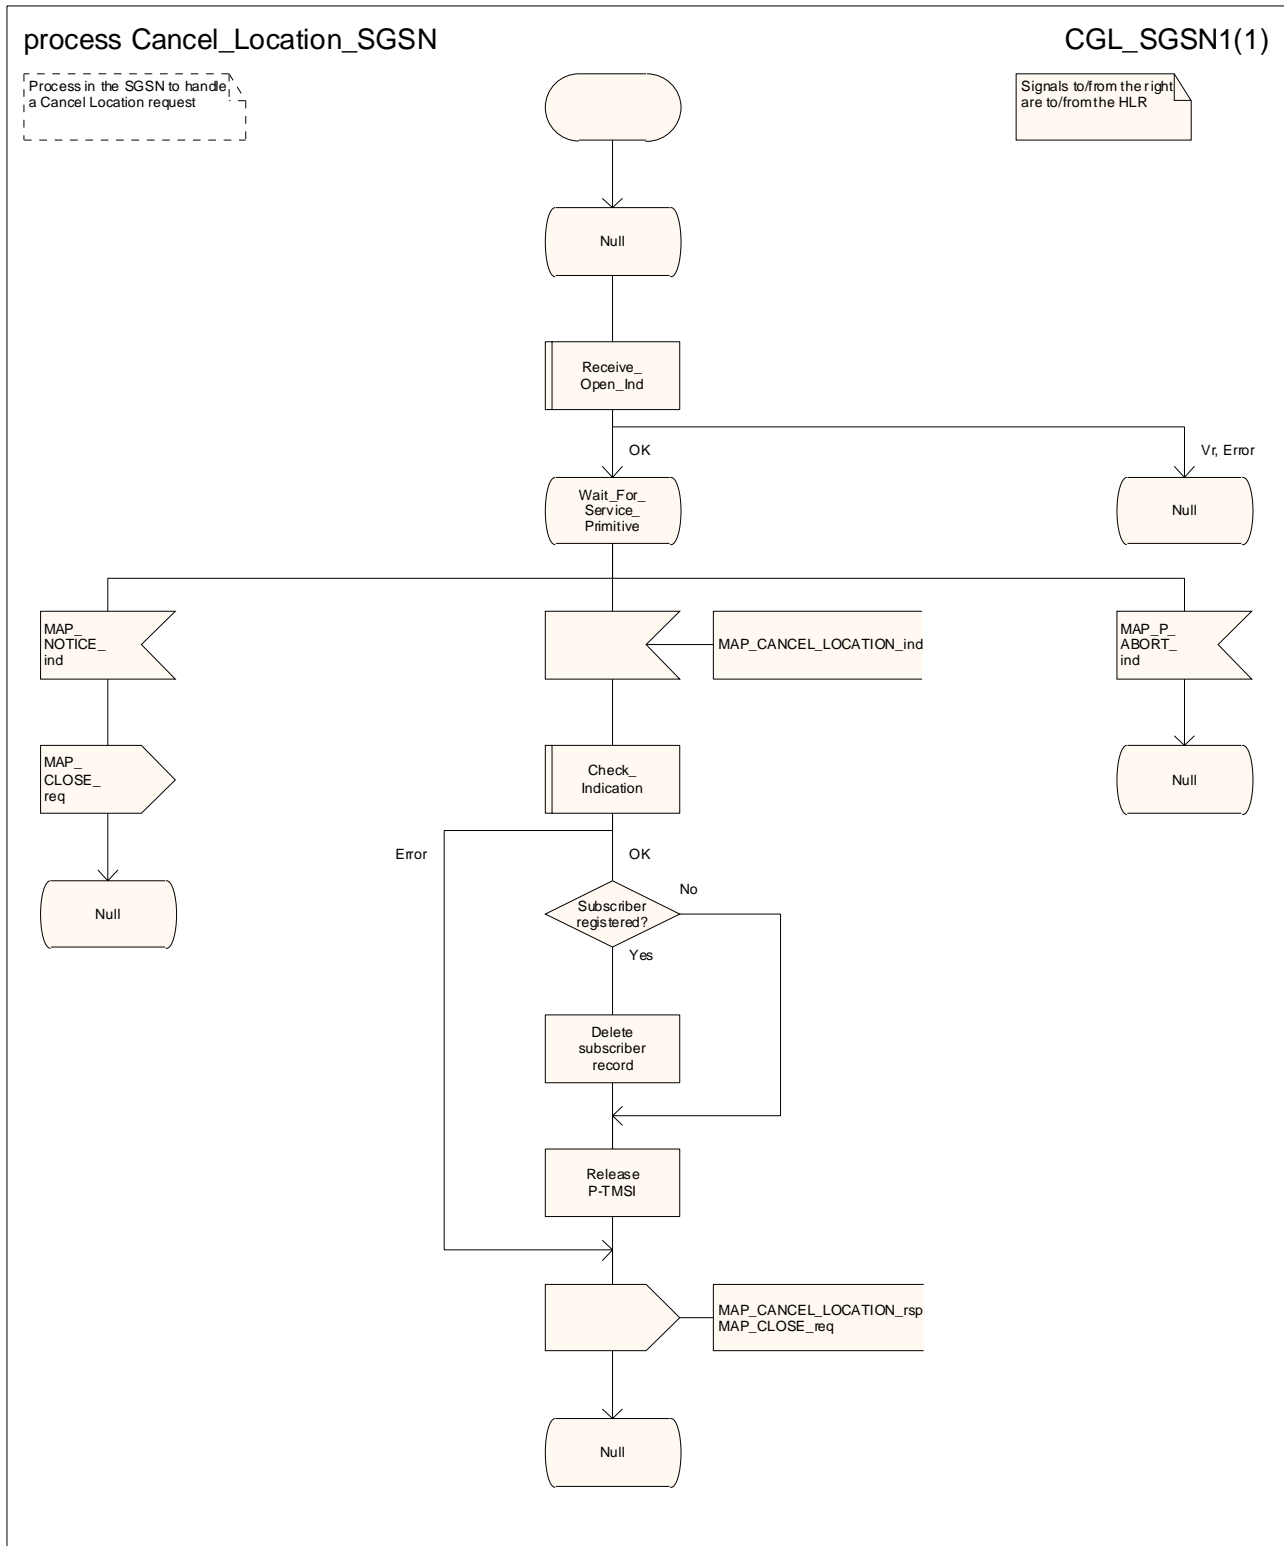 process Cancel_Location_SGSN
CGL_SGSN1(1)
Process in the SGSN to handle
a Cancel Location request
Signals to/from the right
are to/from the HLR
Null
Receive_
Open_Ind
OK
Vr, Error
Wait_For_
Service_
Primitive
Null
MAP_
NOTICE_
ind
MAP_CANCEL_LOCATION_ind
MAP_P_
ABORT_
ind
MAP_
CLOSE_
req
Check_
Indication
Null
Error
OK
No
Null
Subscriber
registered?
Yes
Delete
subscriber
record
Release
P-TMSI
MAP_CANCEL_LOCATION_rsp
MAP_CLOSE_req
Null